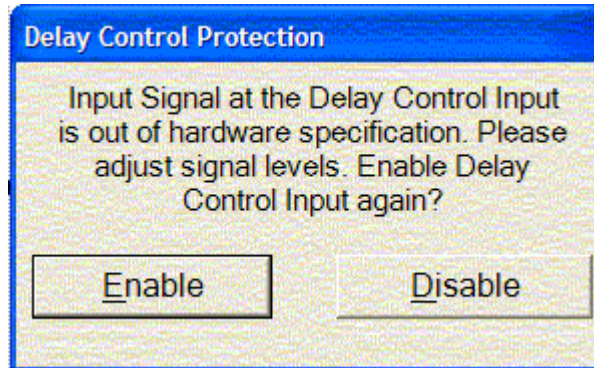 Delay Control Protection
Input Signal at the Delay Control Input
is out of hardware specification. Please
adjust signal levels. Enable Delay
Control Input again?
Enable
Disable